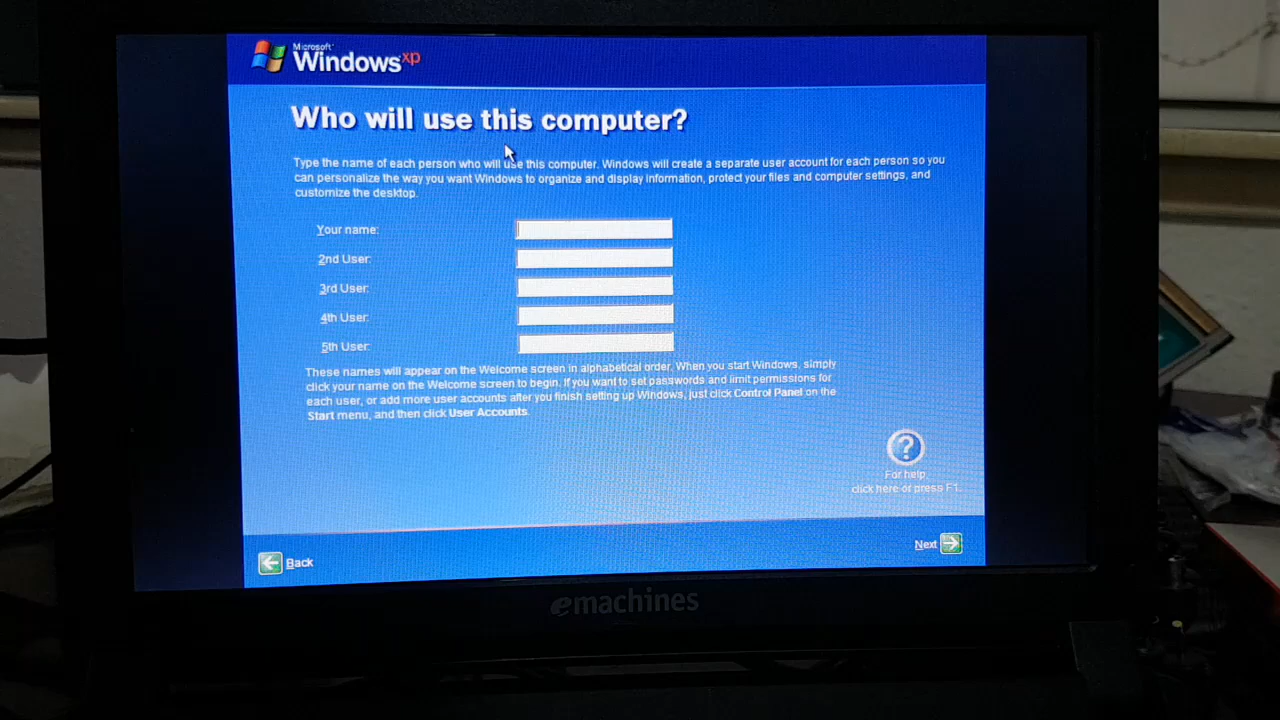 Microsoft
Windows xp
Who will use this computer?
Type the name of each person who will use this computer. Windows will create a separate user account for each person so you
can personalize the way you want Windows to organize and display information, protect your files and computer settings, and
customize the desktop.
Your name:
2nd User:
3rd User:
4th User:
5th User:
These names will appear on the Welcome screen in alphabetical order. When you start Windows, simply
click your name on the Welcome screen to begin. If you want to set passwords and limit permissions for
each user, or add more user accounts after you finish setting up Windows, just click Control Panel on the
Start menu, and then click User Accounts.
For help
click here or press F1.
Back
Next
emachines